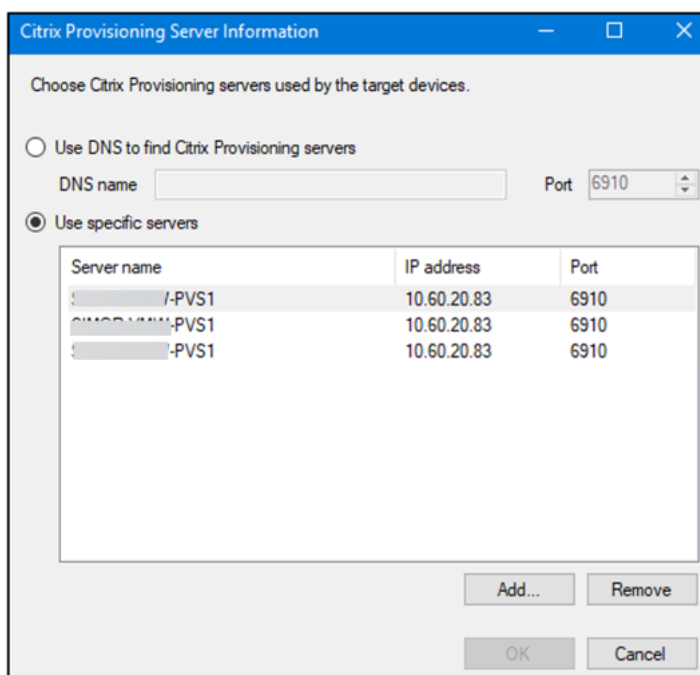 Citrix Provisioning Server Information
Choose Citrix Provisioning servers used by the target devices.
Use DNS to find Citrix Provisioning servers
DNS name Port 6910
Use specific servers
Server name IP address Port
-PVS1 10.60.20.83 6910
-PVS1 10.60.20.83 6910
-PVS1 10.60.20.83 6910
Add... Remove
OK Cancel